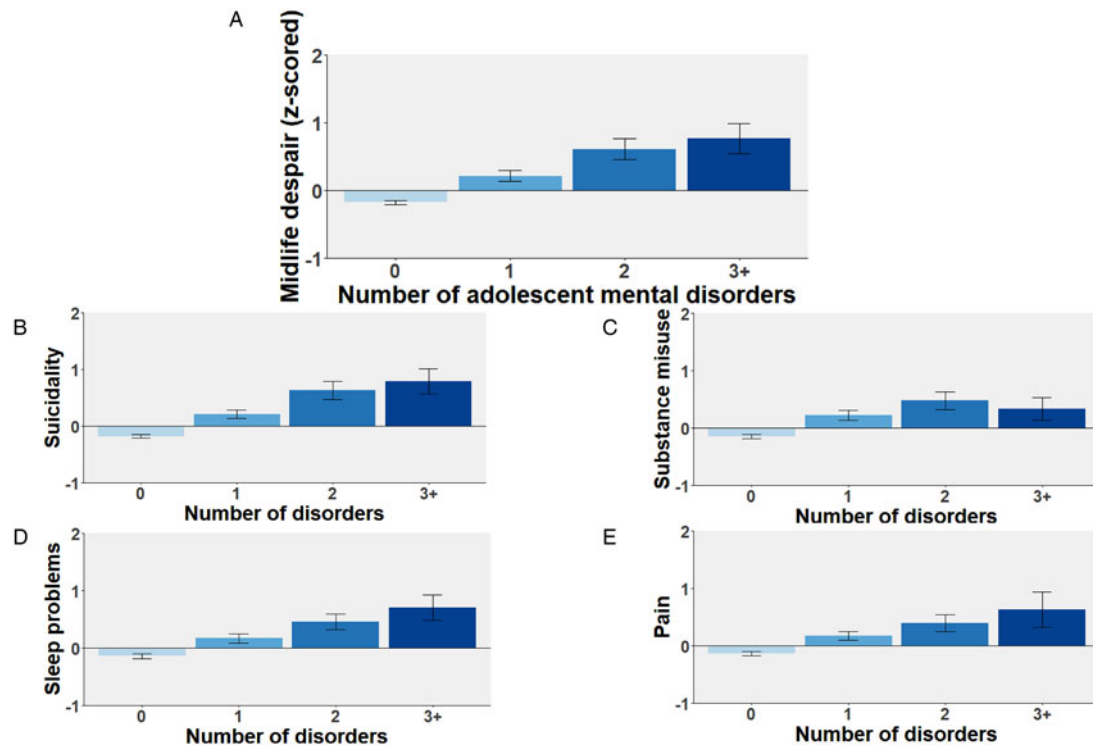 A
Midlife despair (z-scored)
2
1
0
-1
0 1 2 3+
Number of adolescent mental disorders
B
Suicidality
2
1
0
-1
0 1 2 3+
Number of disorders
C
Substance misuse
2
1
0
-1
0 1 2 3+
Number of disorders
D
Sleep problems
2
1
0
-1
0 1 2 3+
Number of disorders
E
Pain
2
1
0
-1
0 1 2 3+
Number of disorders